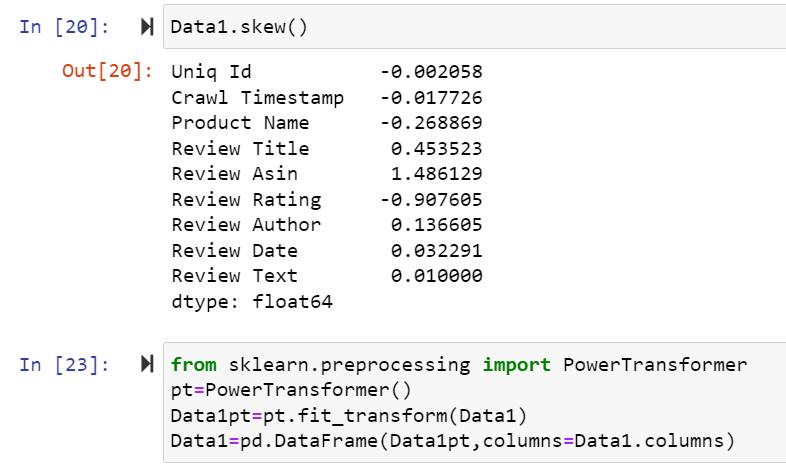 In [20]: Data1.skew()
Out[20]: Uniq Id -0.002058
Crawl Timestamp -0.017726
Product Name -0.268869
Review Title 0.453523
Review Asin 1.486129
Review Rating -0.907605
Review Author 0.136605
Review Date 0.032291
Review Text 0.010000
dtype: float64
In [23]: from sklearn.preprocessing import PowerTransformer
pt=PowerTransformer()
Data1pt=pt.fit_transform(Data1)
Data1=pd.DataFrame(Data1pt,columns=Data1.columns)